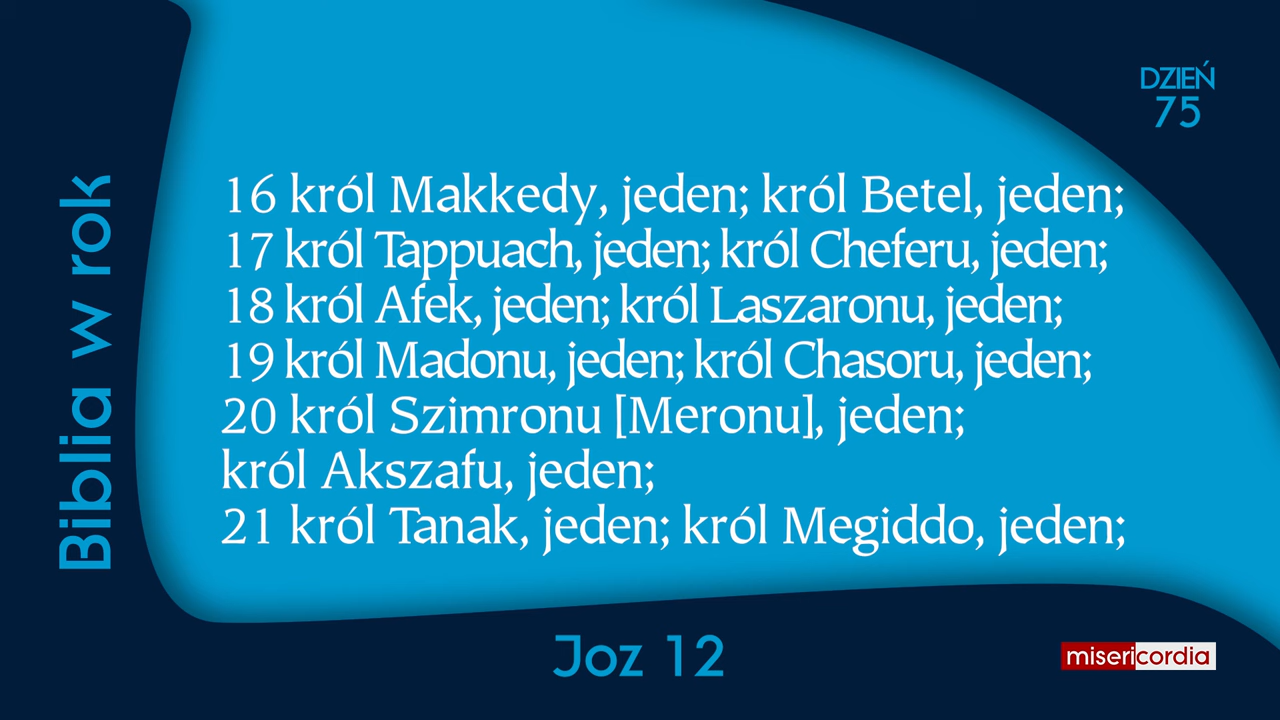 DZIEŃ
75
Biblia w rok
16 król Makkedy, jeden; król Betel, jeden;
17 król Tappuach, jeden; król Cheferu, jeden;
18 król Afek, jeden; król Laszaronu, jeden;
19 król Madonu, jeden; król Chasoru, jeden;
20 król Szimronu [Meronu], jeden;
król Akszafu, jeden;
21 król Tanak, jeden; król Megiddo, jeden;
Joz 12
misericordia